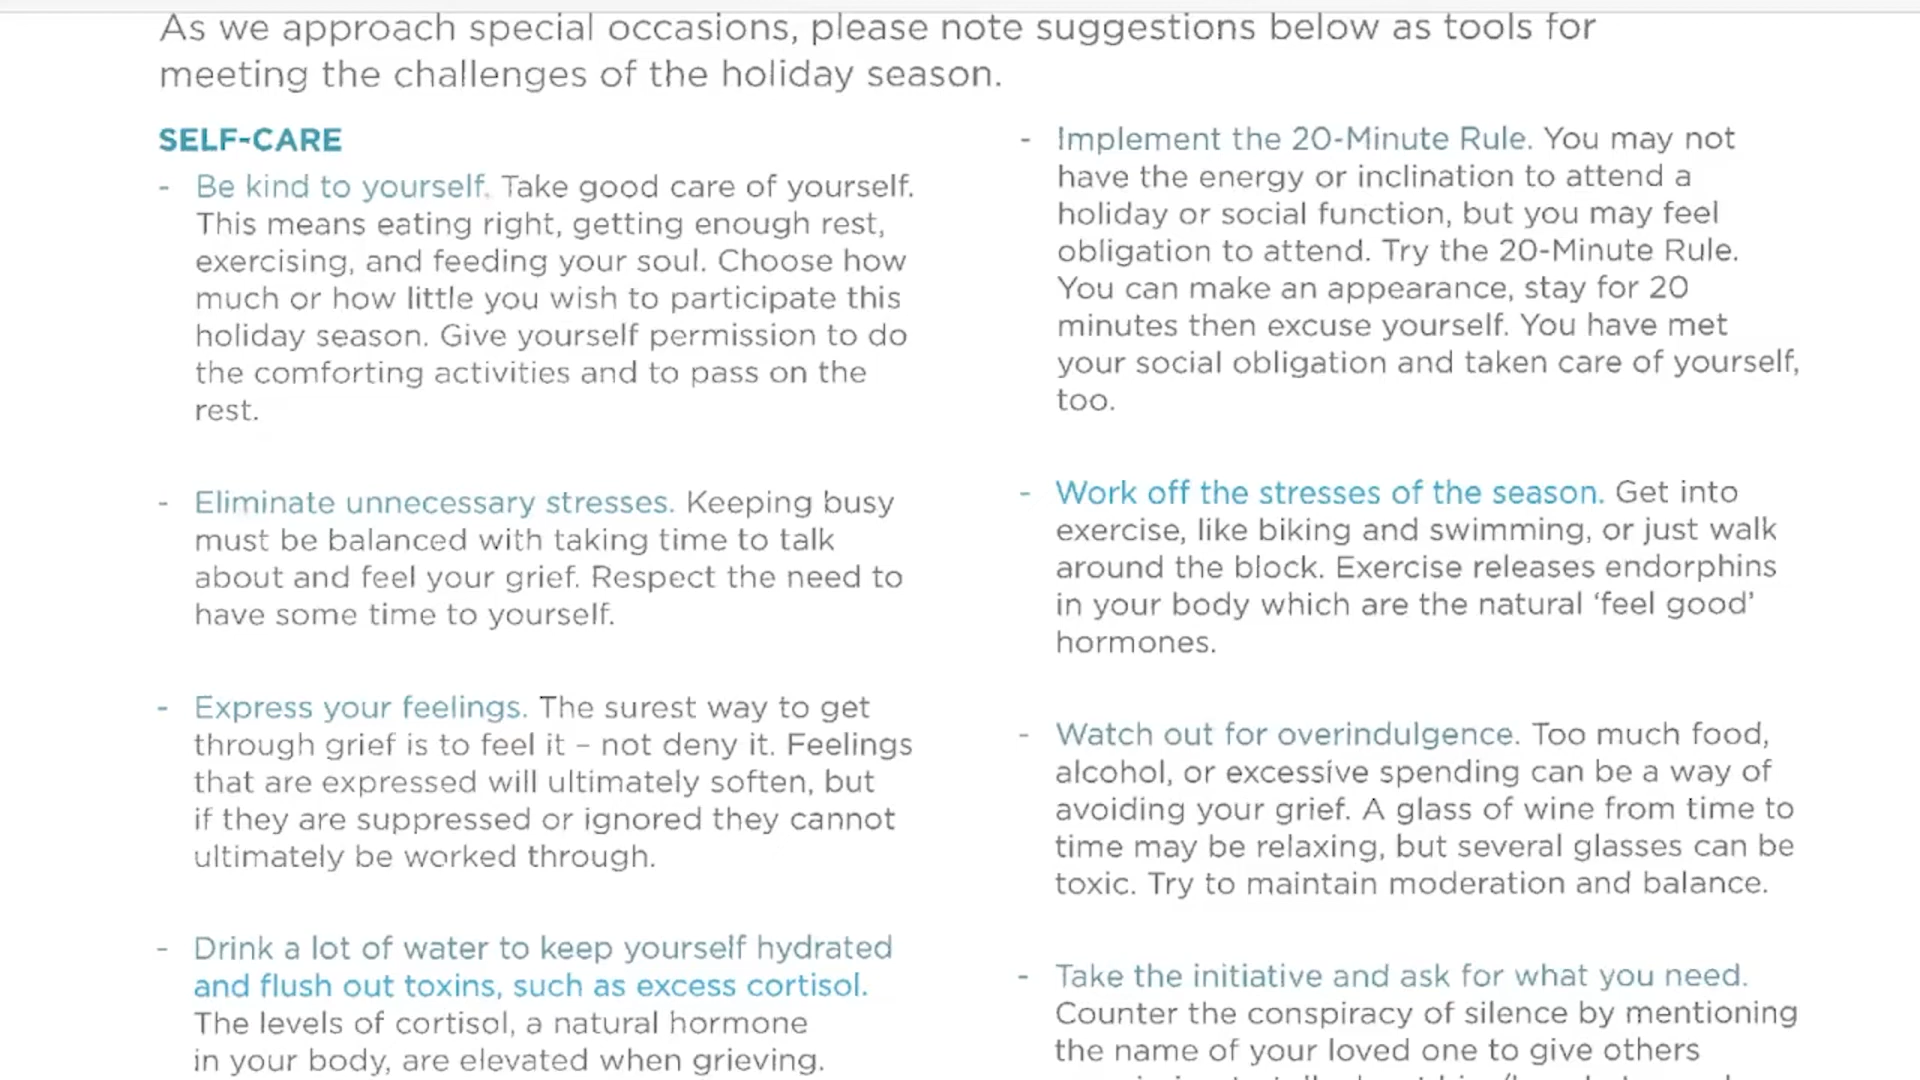 As we approach special occasions, please note suggestions below as tools for
meeting the challenges of the holiday season.
SELF-CARE
- Be kind to yourself. Take good care of yourself.
This means eating right, getting enough rest,
exercising, and feeding your soul. Choose how
much or how little you wish to participate this
holiday season. Give yourself permission to do
the comforting activities and to pass on the
rest.
- Eliminate unnecessary stresses. Keeping busy
must be balanced with taking time to talk
about and feel your grief. Respect the need to
have some time to yourself.
- Express your feelings. The surest way to get
through grief is to feel it – not deny it. Feelings
that are expressed will ultimately soften, but
if they are suppressed or ignored they cannot
ultimately be worked through.
- Drink a lot of water to keep yourself hydrated
and flush out toxins, such as excess cortisol.
The levels of cortisol, a natural hormone
in your body, are elevated when grieving.
- Implement the 20-Minute Rule. You may not
have the energy or inclination to attend a
holiday or social function, but you may feel
obligation to attend. Try the 20-Minute Rule.
You can make an appearance, stay for 20
minutes then excuse yourself. You have met
your social obligation and taken care of yourself,
too.
- Work off the stresses of the season. Get into
exercise, like biking and swimming, or just walk
around the block. Exercise releases endorphins
in your body which are the natural ‘feel good’
hormones.
- Watch out for overindulgence. Too much food,
alcohol, or excessive spending can be a way of
avoiding your grief. A glass of wine from time to
time may be relaxing, but several glasses can be
toxic. Try to maintain moderation and balance.
- Take the initiative and ask for what you need.
Counter the conspiracy of silence by mentioning
the name of your loved one to give others